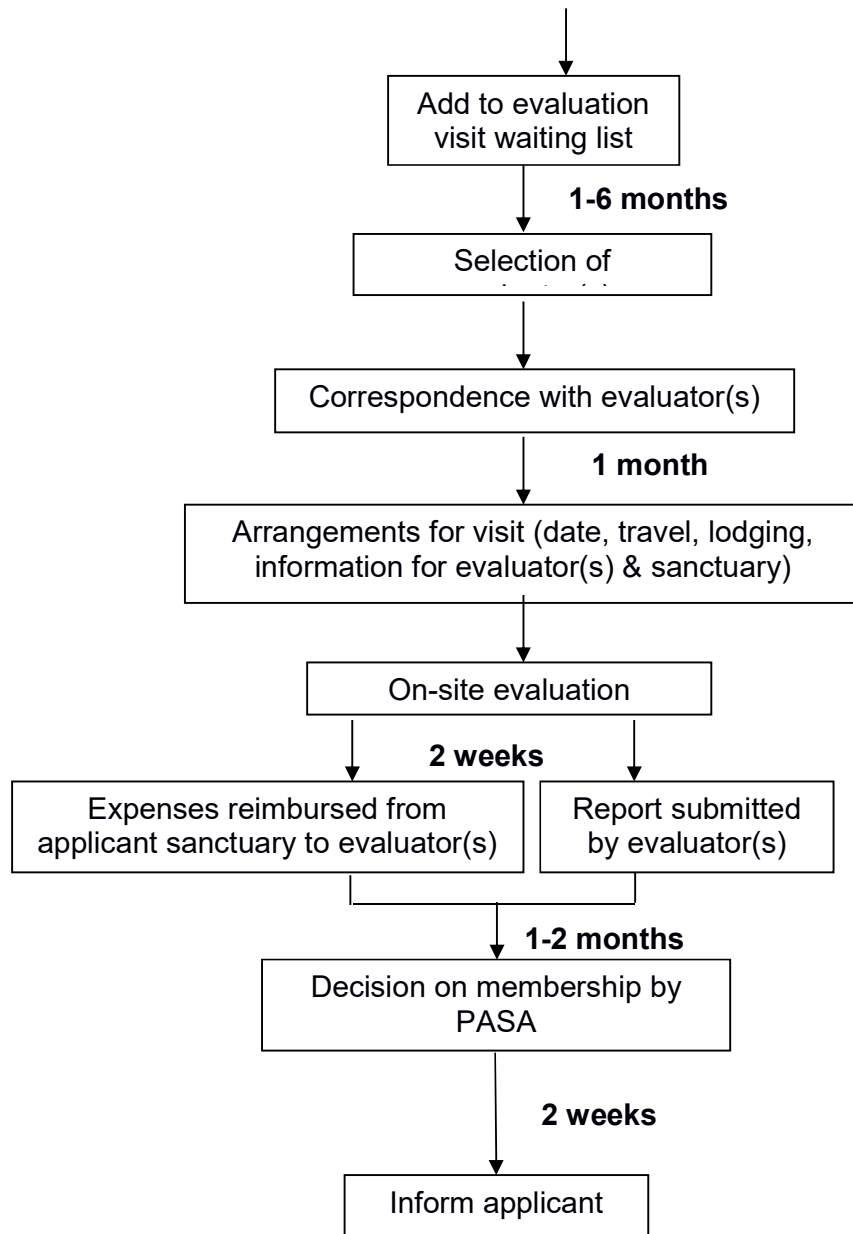 Add to evaluation
visit waiting list
1-6 months
Selection of
Correspondence with evaluator(s)
1 month
Arrangements for visit (date, travel, lodging,
information for evaluator(s) & sanctuary)
On-site evaluation
2 weeks
Expenses reimbursed from
applicant sanctuary to evaluator(s)
Report submitted
by evaluator(s)
1-2 months
Decision on membership by
PASA
2 weeks
Inform applicant